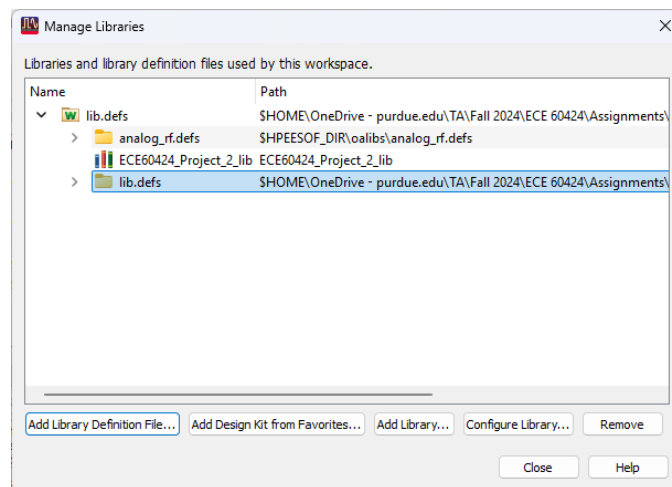 Manage Libraries
Libraries and library definition files used by this workspace.
Name Path
lib.defs $HOME\OneDrive - purdue.edu\TA\Fall 2024\ECE 60424\Assignments\
analog_rf.defs $HPEESOF_DIR\oalibs\analog_rf.defs
ECE60424_Project_2_lib ECE60424_Project_2_lib
lib.defs $HOME\OneDrive - purdue.edu\TA\Fall 2024\ECE 60424\Assignments\
Add Library Definition File... Add Design Kit from Favorites... Add Library... Configure Library... Remove
Close Help